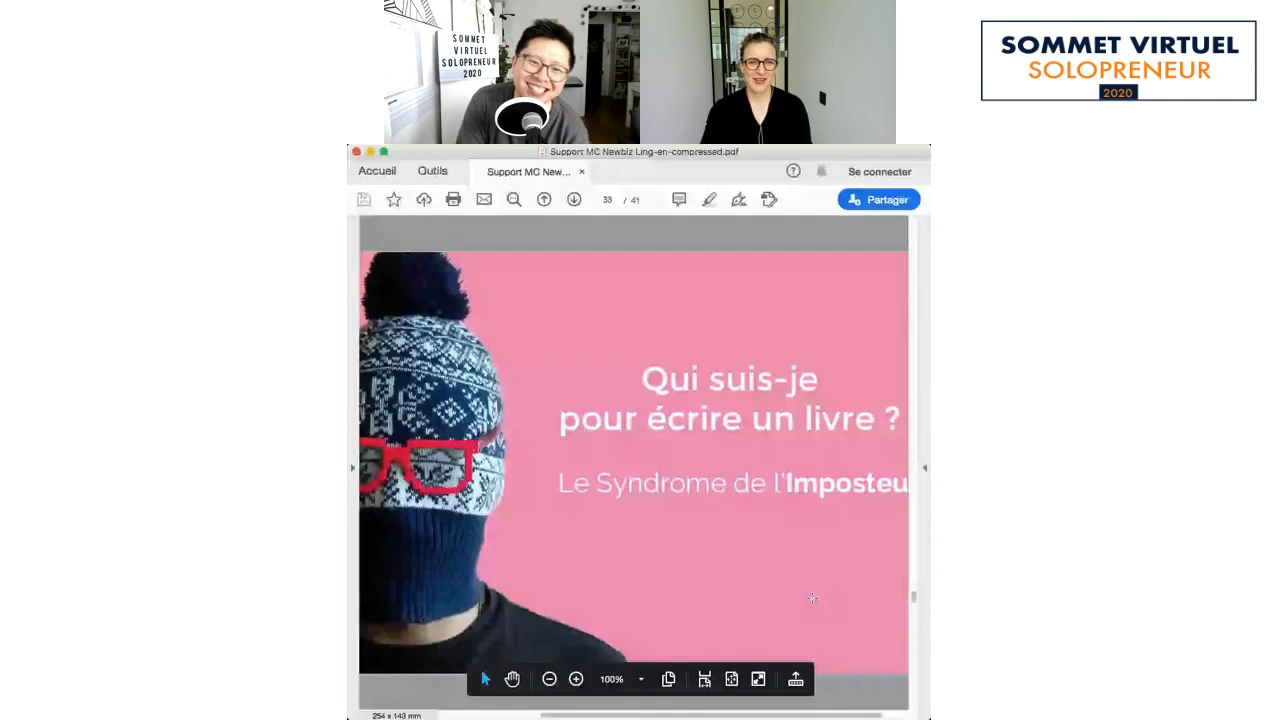 SOMMET
VIRTUEL
SOLOPRENEUR
2020
SOMMET VIRTUEL
SOLOPRENEUR
2020
Support MC Newbiz Ling-en-compressed.pdf
Accueil Outils Support MC New... × ? Se connecter
33 / 41 Partager
Qui suis-je
pour écrire un livre ?
Le Syndrome de l'Imposteu
100%
254 x 143 mm